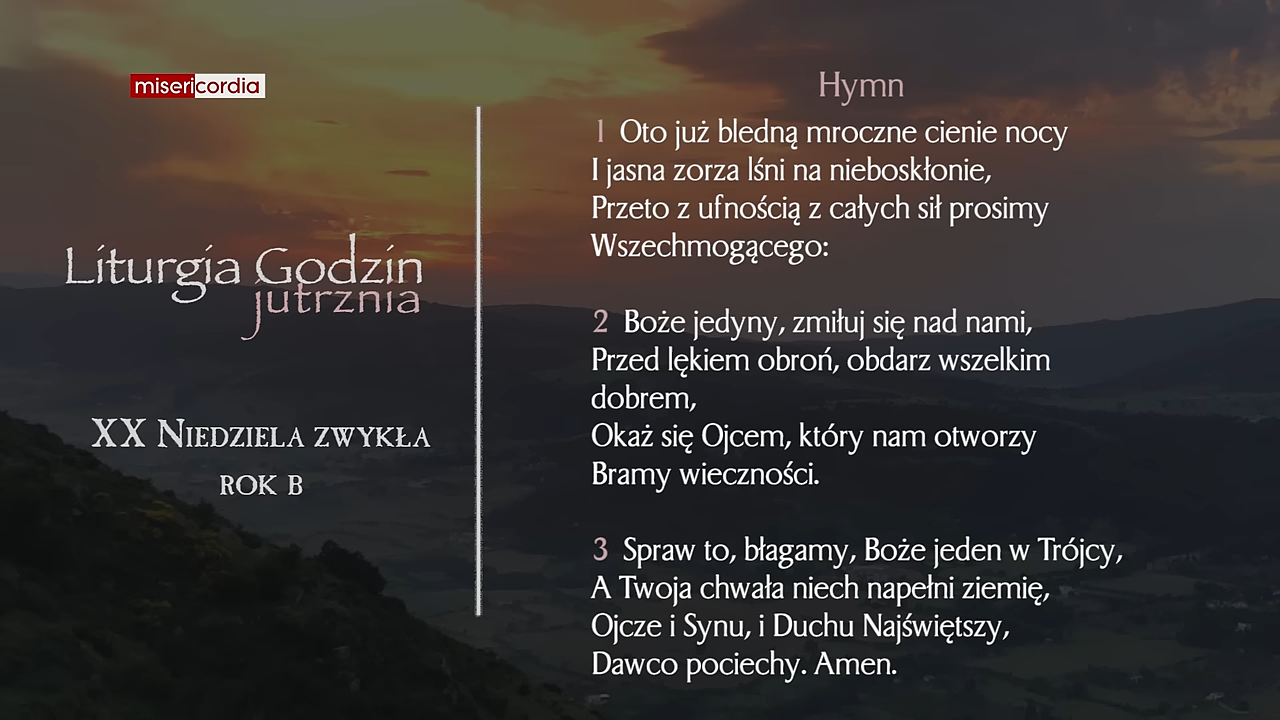 misericordia
Liturgia Godzin
jutrznia
XX Niedziela zwykła
rok B
Hymn
1 Oto już bledną mroczne cienie nocy
I jasna zorza lśni na nieboskłonie,
Przeto z ufnością z całych sił prosimy
Wszechmogącego:
2 Boże jedyny, zmiłuj się nad nami,
Przed lękiem obroń, obdarz wszelkim
dobrem,
Okaż się Ojcem, który nam otworzy
Bramy wieczności.
3 Spraw to, błagamy, Boże jeden w Trójcy,
A Twoja chwała niech napełni ziemię,
Ojcze i Synu, i Duchu Najświętszy,
Dawco pociechy. Amen.